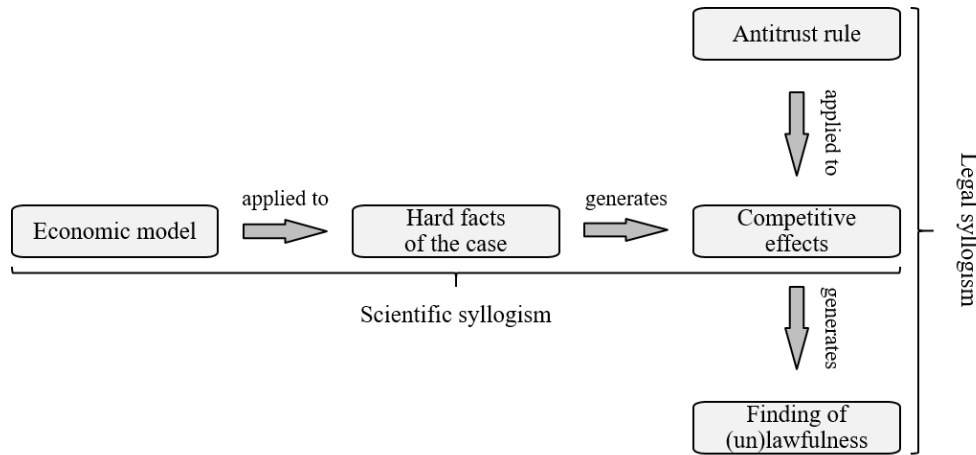 Antitrust rule
applied to
Legal syllogism
applied to
generates
Economic model
Hard facts
of the case
Competitive
effects
Scientific syllogism
generates
Finding of
(un)lawfulness